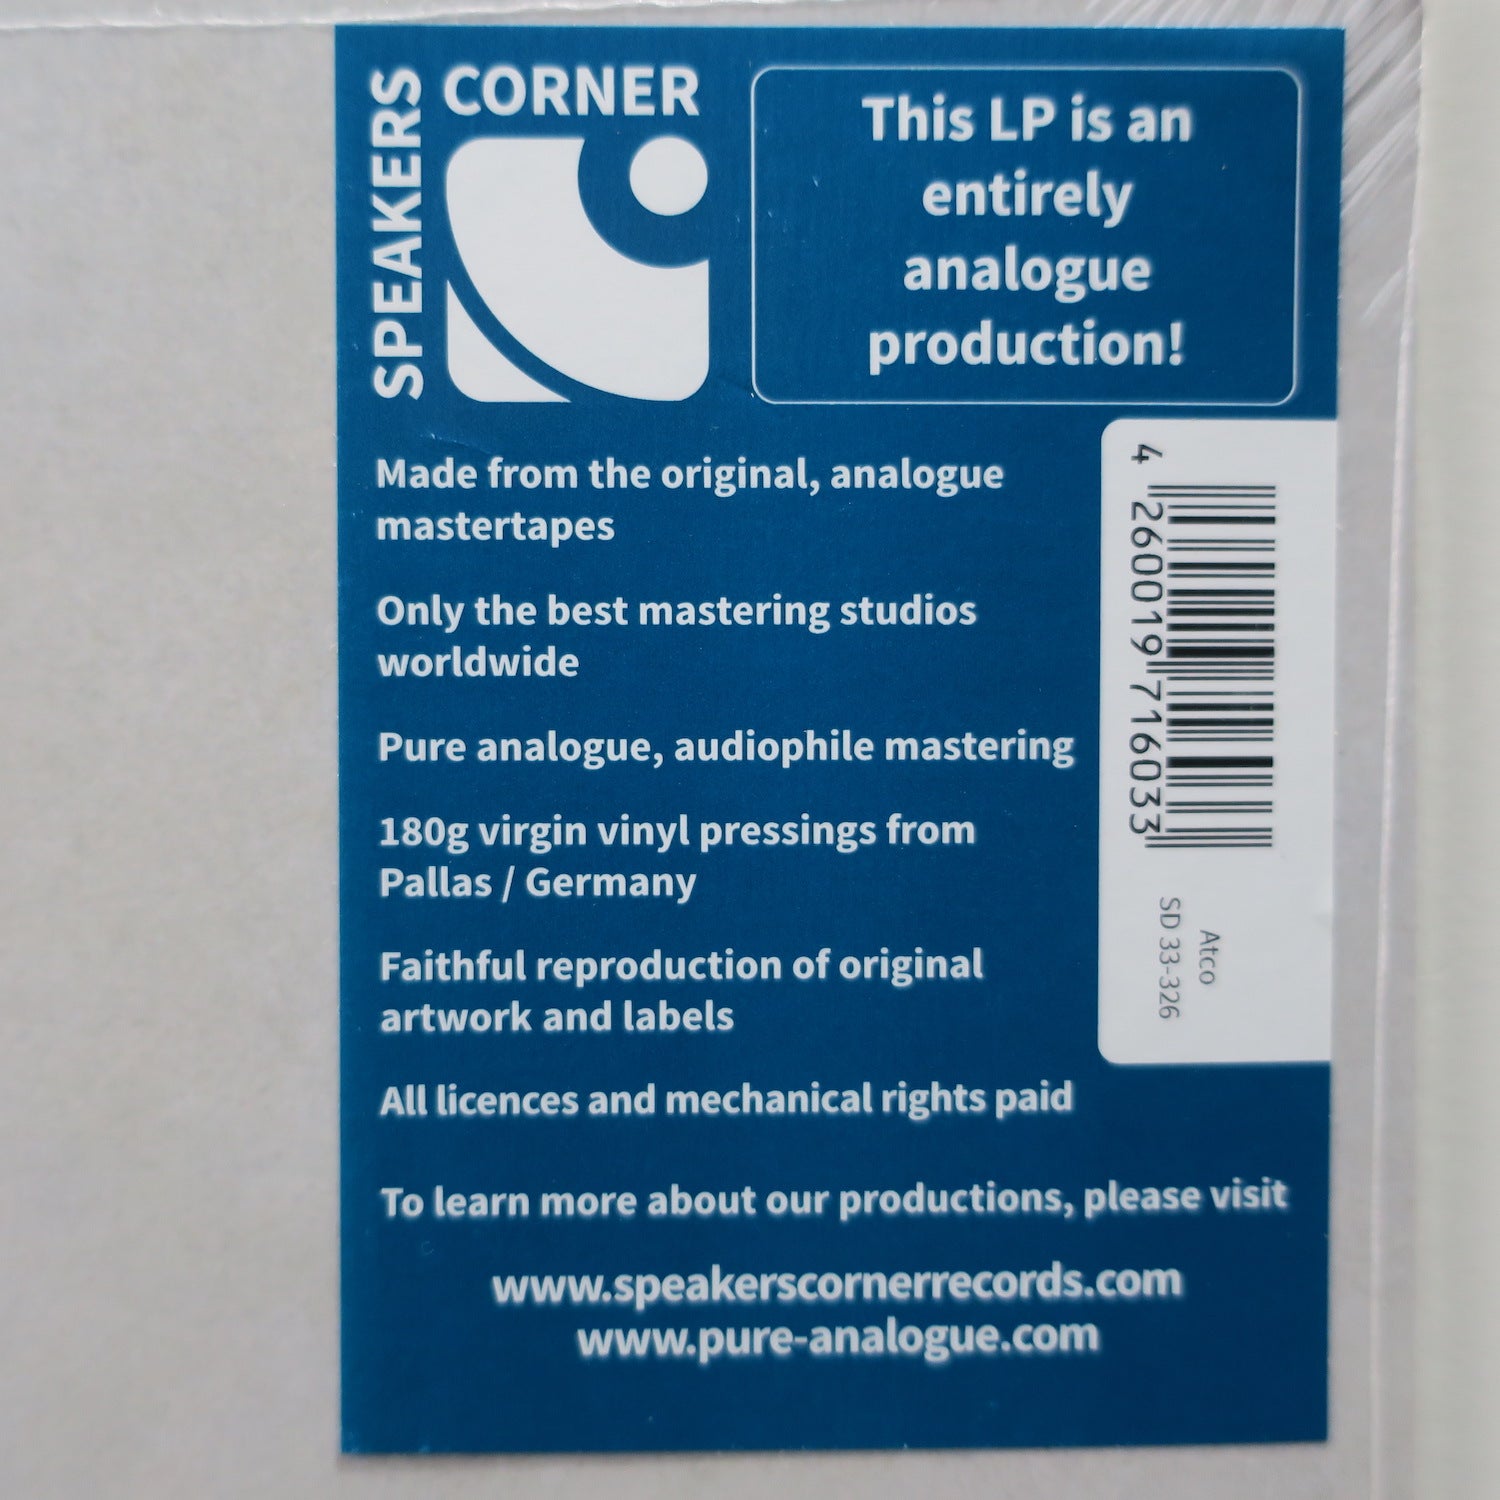 SPEAKERS
CORNER
This LP is an
entirely
analogue
production!
Made from the original, analogue
mastertapes
Only the best mastering studios
worldwide
Pure analogue, audiophile mastering
180g virgin vinyl pressings from
Pallas / Germany
Faithful reproduction of original
artwork and labels
All licences and mechanical rights paid
4 260019 716033
Atco
SD 33-326
To learn more about our productions, please visit
www.speakerscornerrecords.com
www.pure-analogue.com